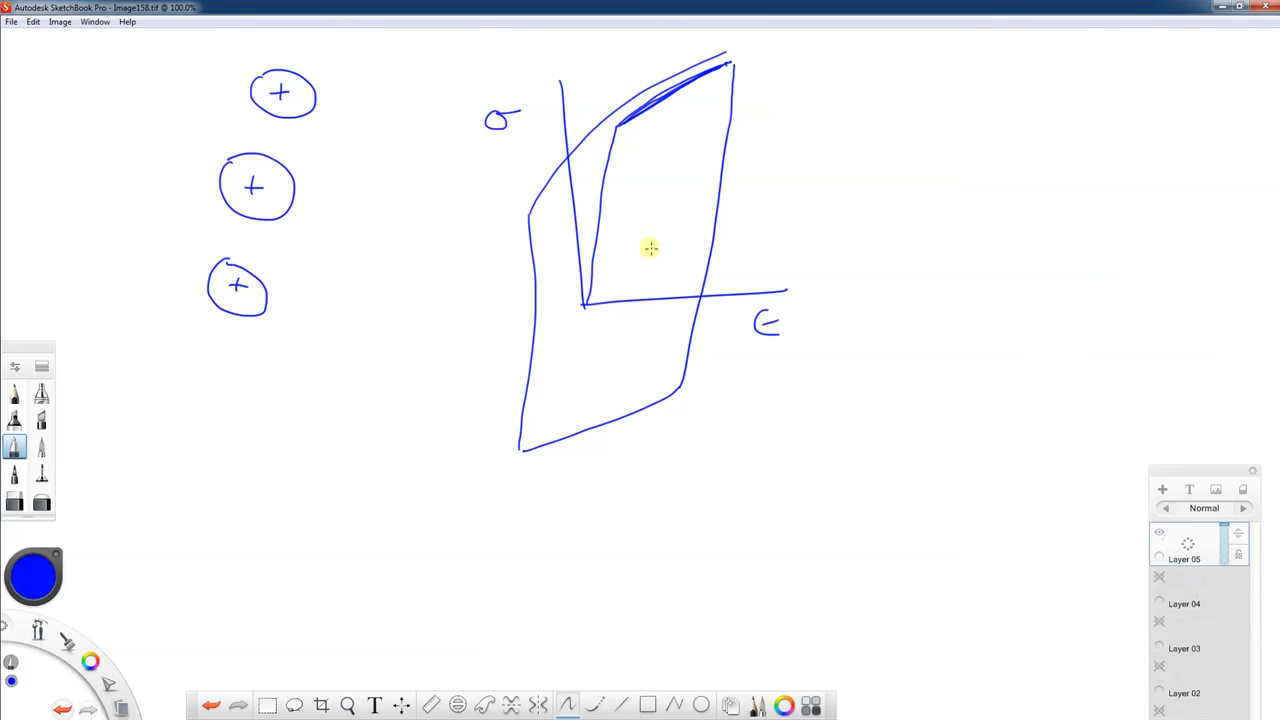 Autodesk SketchBook Pro - Image158.tif @ 100.0%
File Edit Image Window Help
+
σ
+
+
ϵ
T
Normal
Layer 05
Layer 04
Layer 03
Layer 02
T